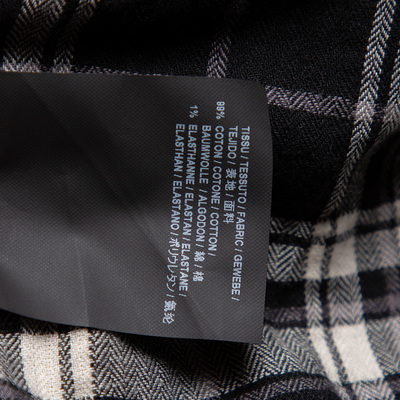 TISSU / TESSUTO / FABRIC / GEWEBE /
TEJIDO / 表地 / 面料
99% COTON / COTONE / COTTON /
BAUMWOLLE / ALGODON / 綿 / 棉
1% ELASTHANNE / ELASTAN / ELASTANE /
ELASTHAN / ELASTANO / ポリウレタン / 氨纶